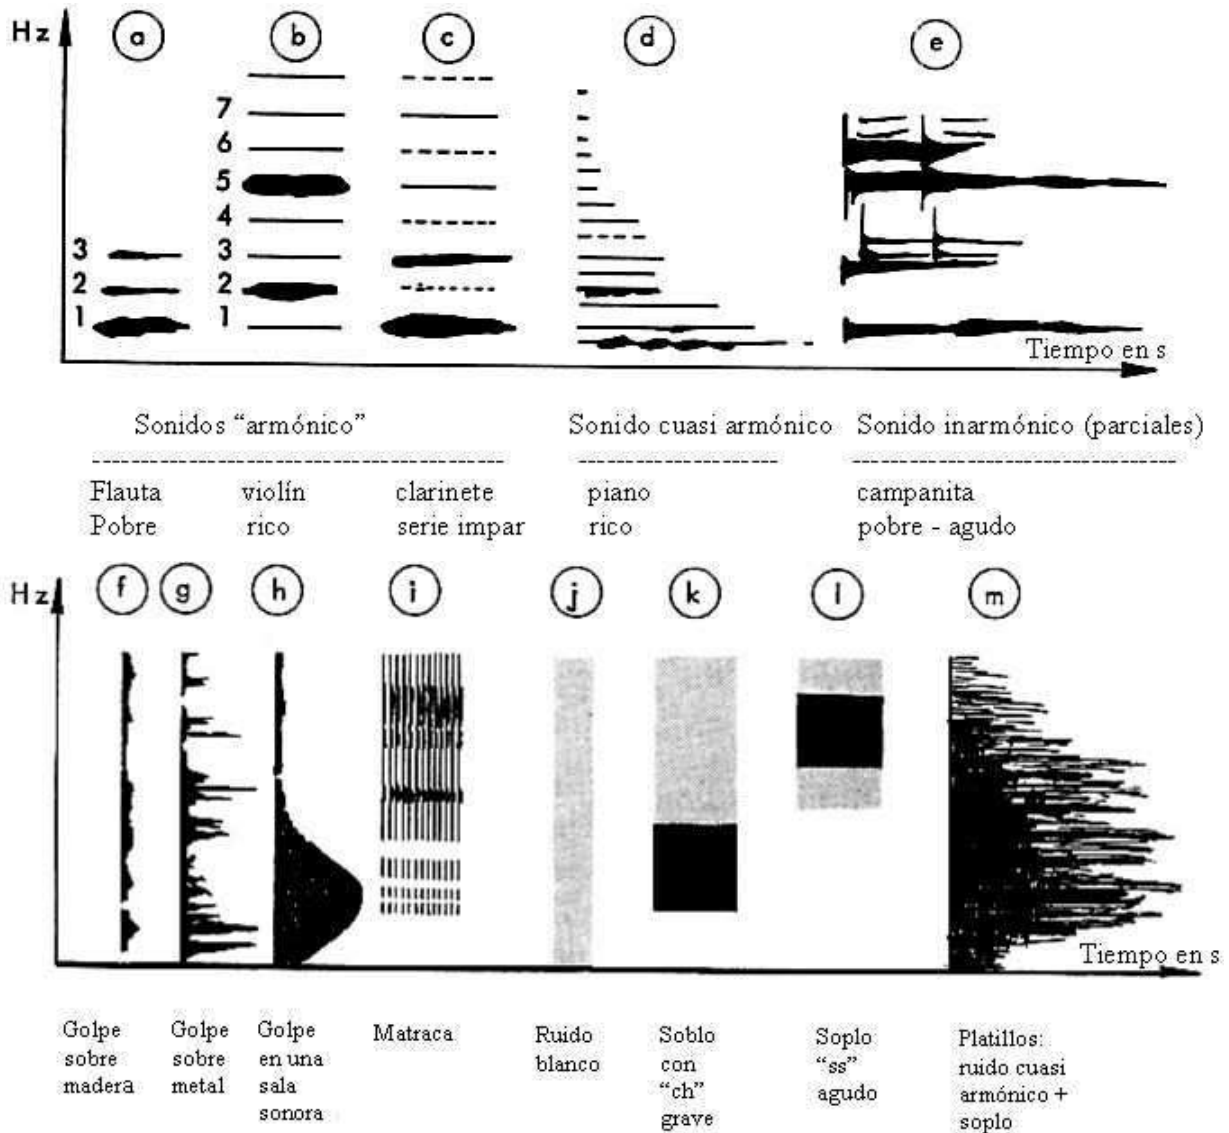 Hz a b c d e
7
6
5
4
3 3
2 2
1 1
Tiempo en s
Sonidos “armónico” Sonido cuasi armónico Sonido inarmónico (parciales)
Flauta violín clarinete piano campanita
Pobre rico serie impar rico pobre - agudo
Hz f g h i j k l m
Tiempo en s
Golpe
sobre
madera
Golpe
sobre
metal
Golpe
en una
sala
sonora
Matraca
Ruido
blanco
Soblo
con
“ch”
grave
Soplo
“ss”
agudo
Platillos:
ruido cuasi
armónico +
soplo